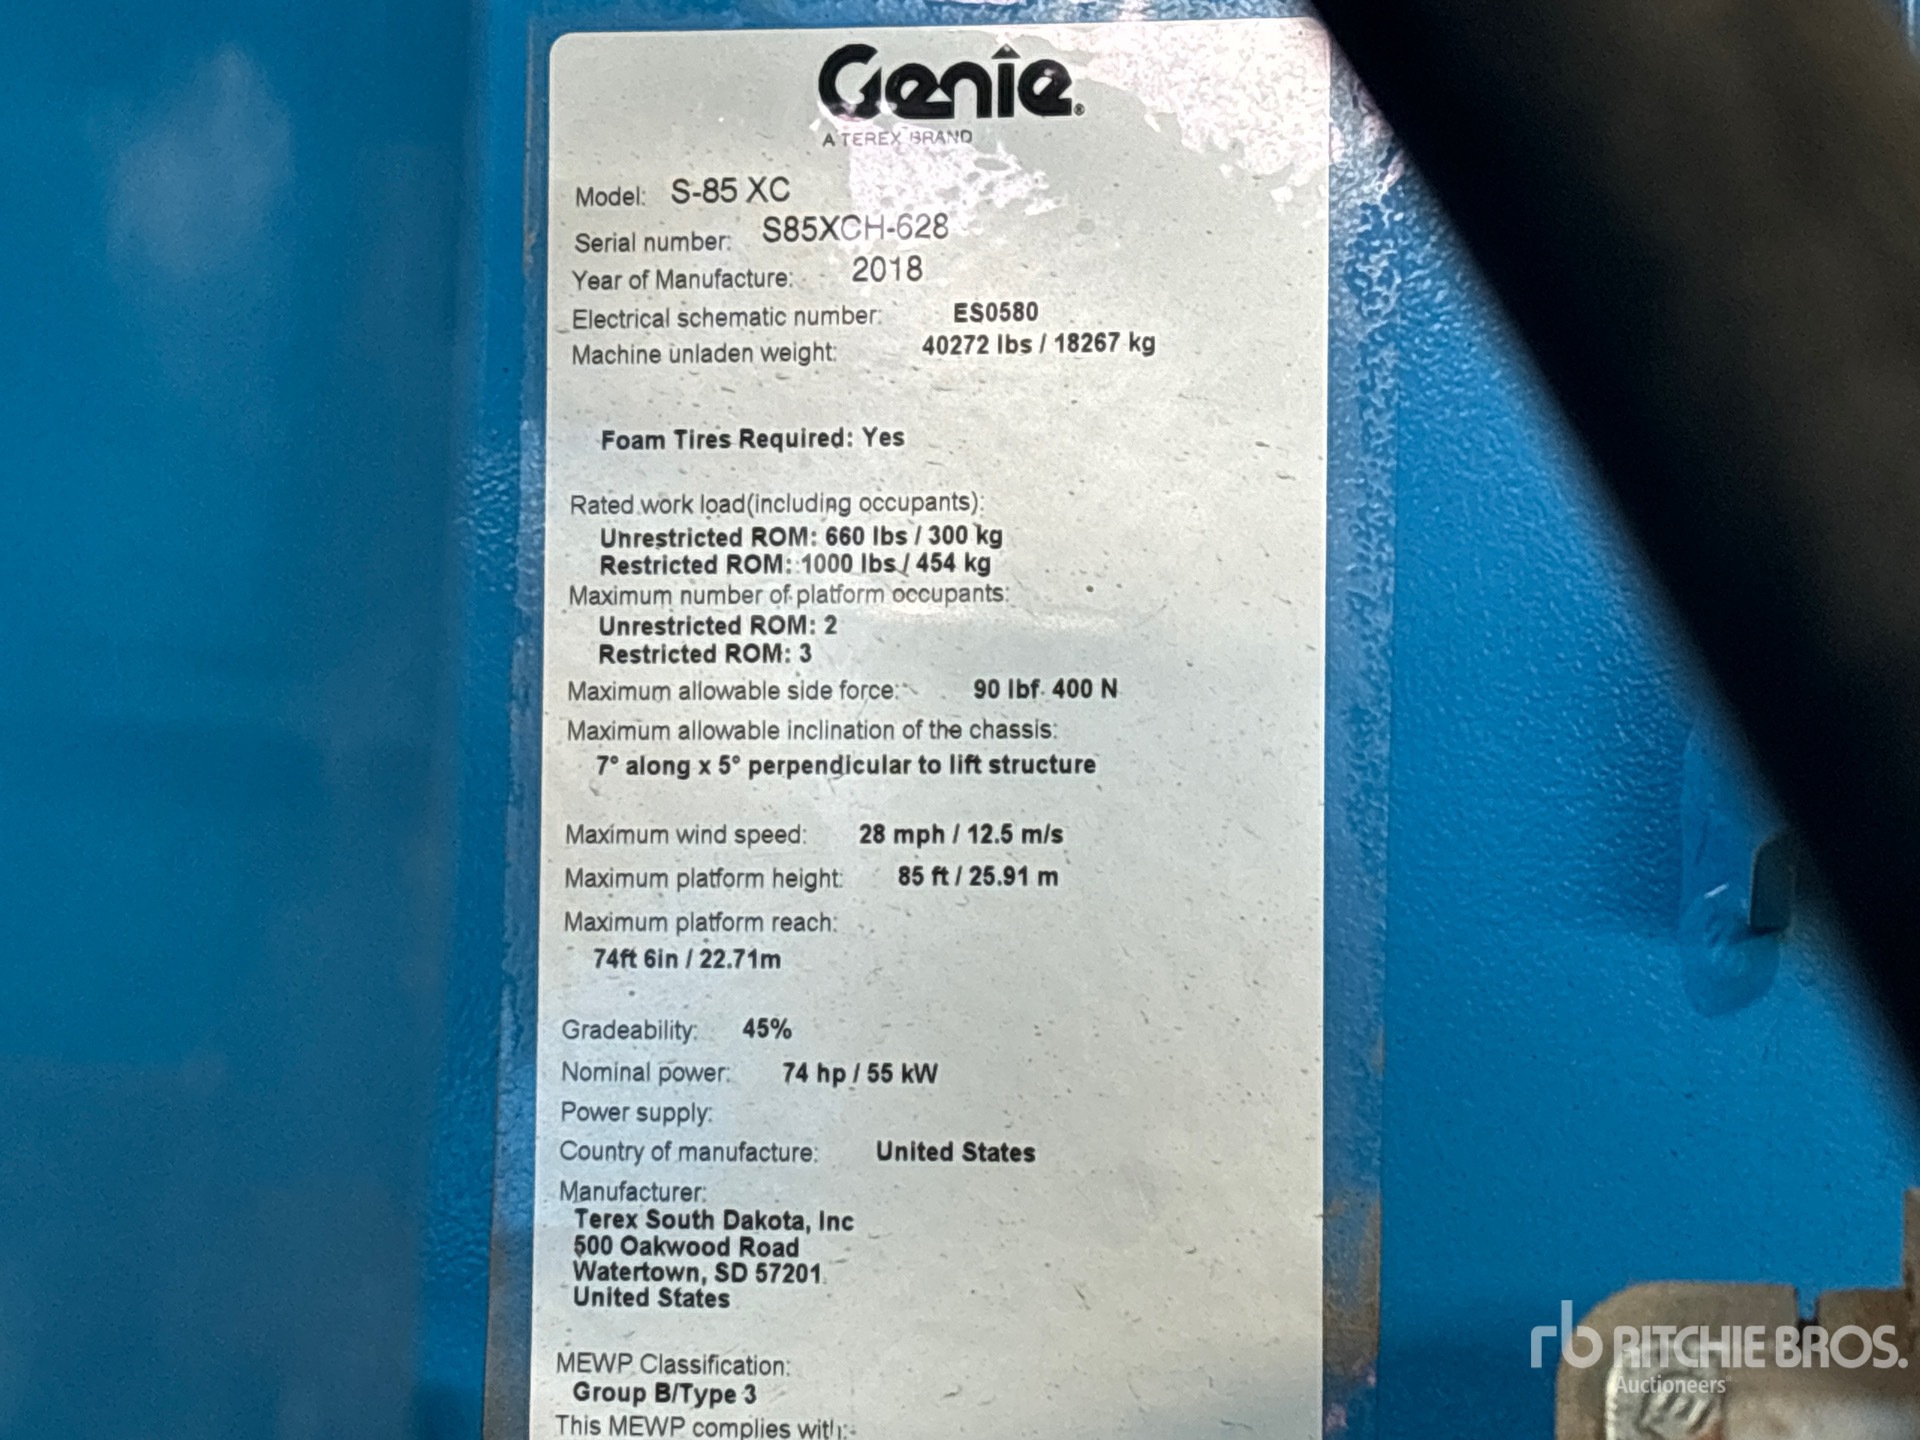 Genie®
A TEREX BRAND
Model: S-85 XC
Serial number: S85XCH-628
Year of Manufacture: 2018
Electrical schematic number: ES0580
Machine unladen weight: 40272 lbs / 18267 kg
Foam Tires Required: Yes
Rated work load(including occupants):
Unrestricted ROM: 660 lbs / 300 kg
Restricted ROM: 1000 lbs / 454 kg
Maximum number of platform occupants:
Unrestricted ROM: 2
Restricted ROM: 3
Maximum allowable side force: 90 lbf 400 N
Maximum allowable inclination of the chassis:
7° along x 5° perpendicular to lift structure
Maximum wind speed: 28 mph / 12.5 m/s
Maximum platform height: 85 ft / 25.91 m
Maximum platform reach:
74ft 6in / 22.71m
Gradeability: 45%
Nominal power: 74 hp / 55 kW
Power supply:
Country of manufacture: United States
Manufacturer:
Terex South Dakota, Inc
500 Oakwood Road
Watertown, SD 57201
United States
MEWP Classification:
Group B/Type 3
This MEWP complies with:
rb RITCHIE BROS.
Auctioneers